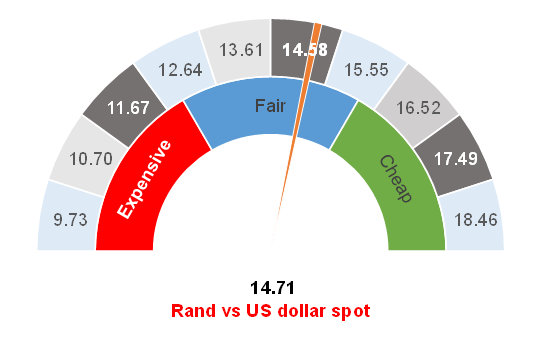 9.73
10.70
11.67
12.64
13.61
14.58
15.55
16.52
17.49
18.46
Expensive
Fair
Cheap
14.71
Rand vs US dollar spot